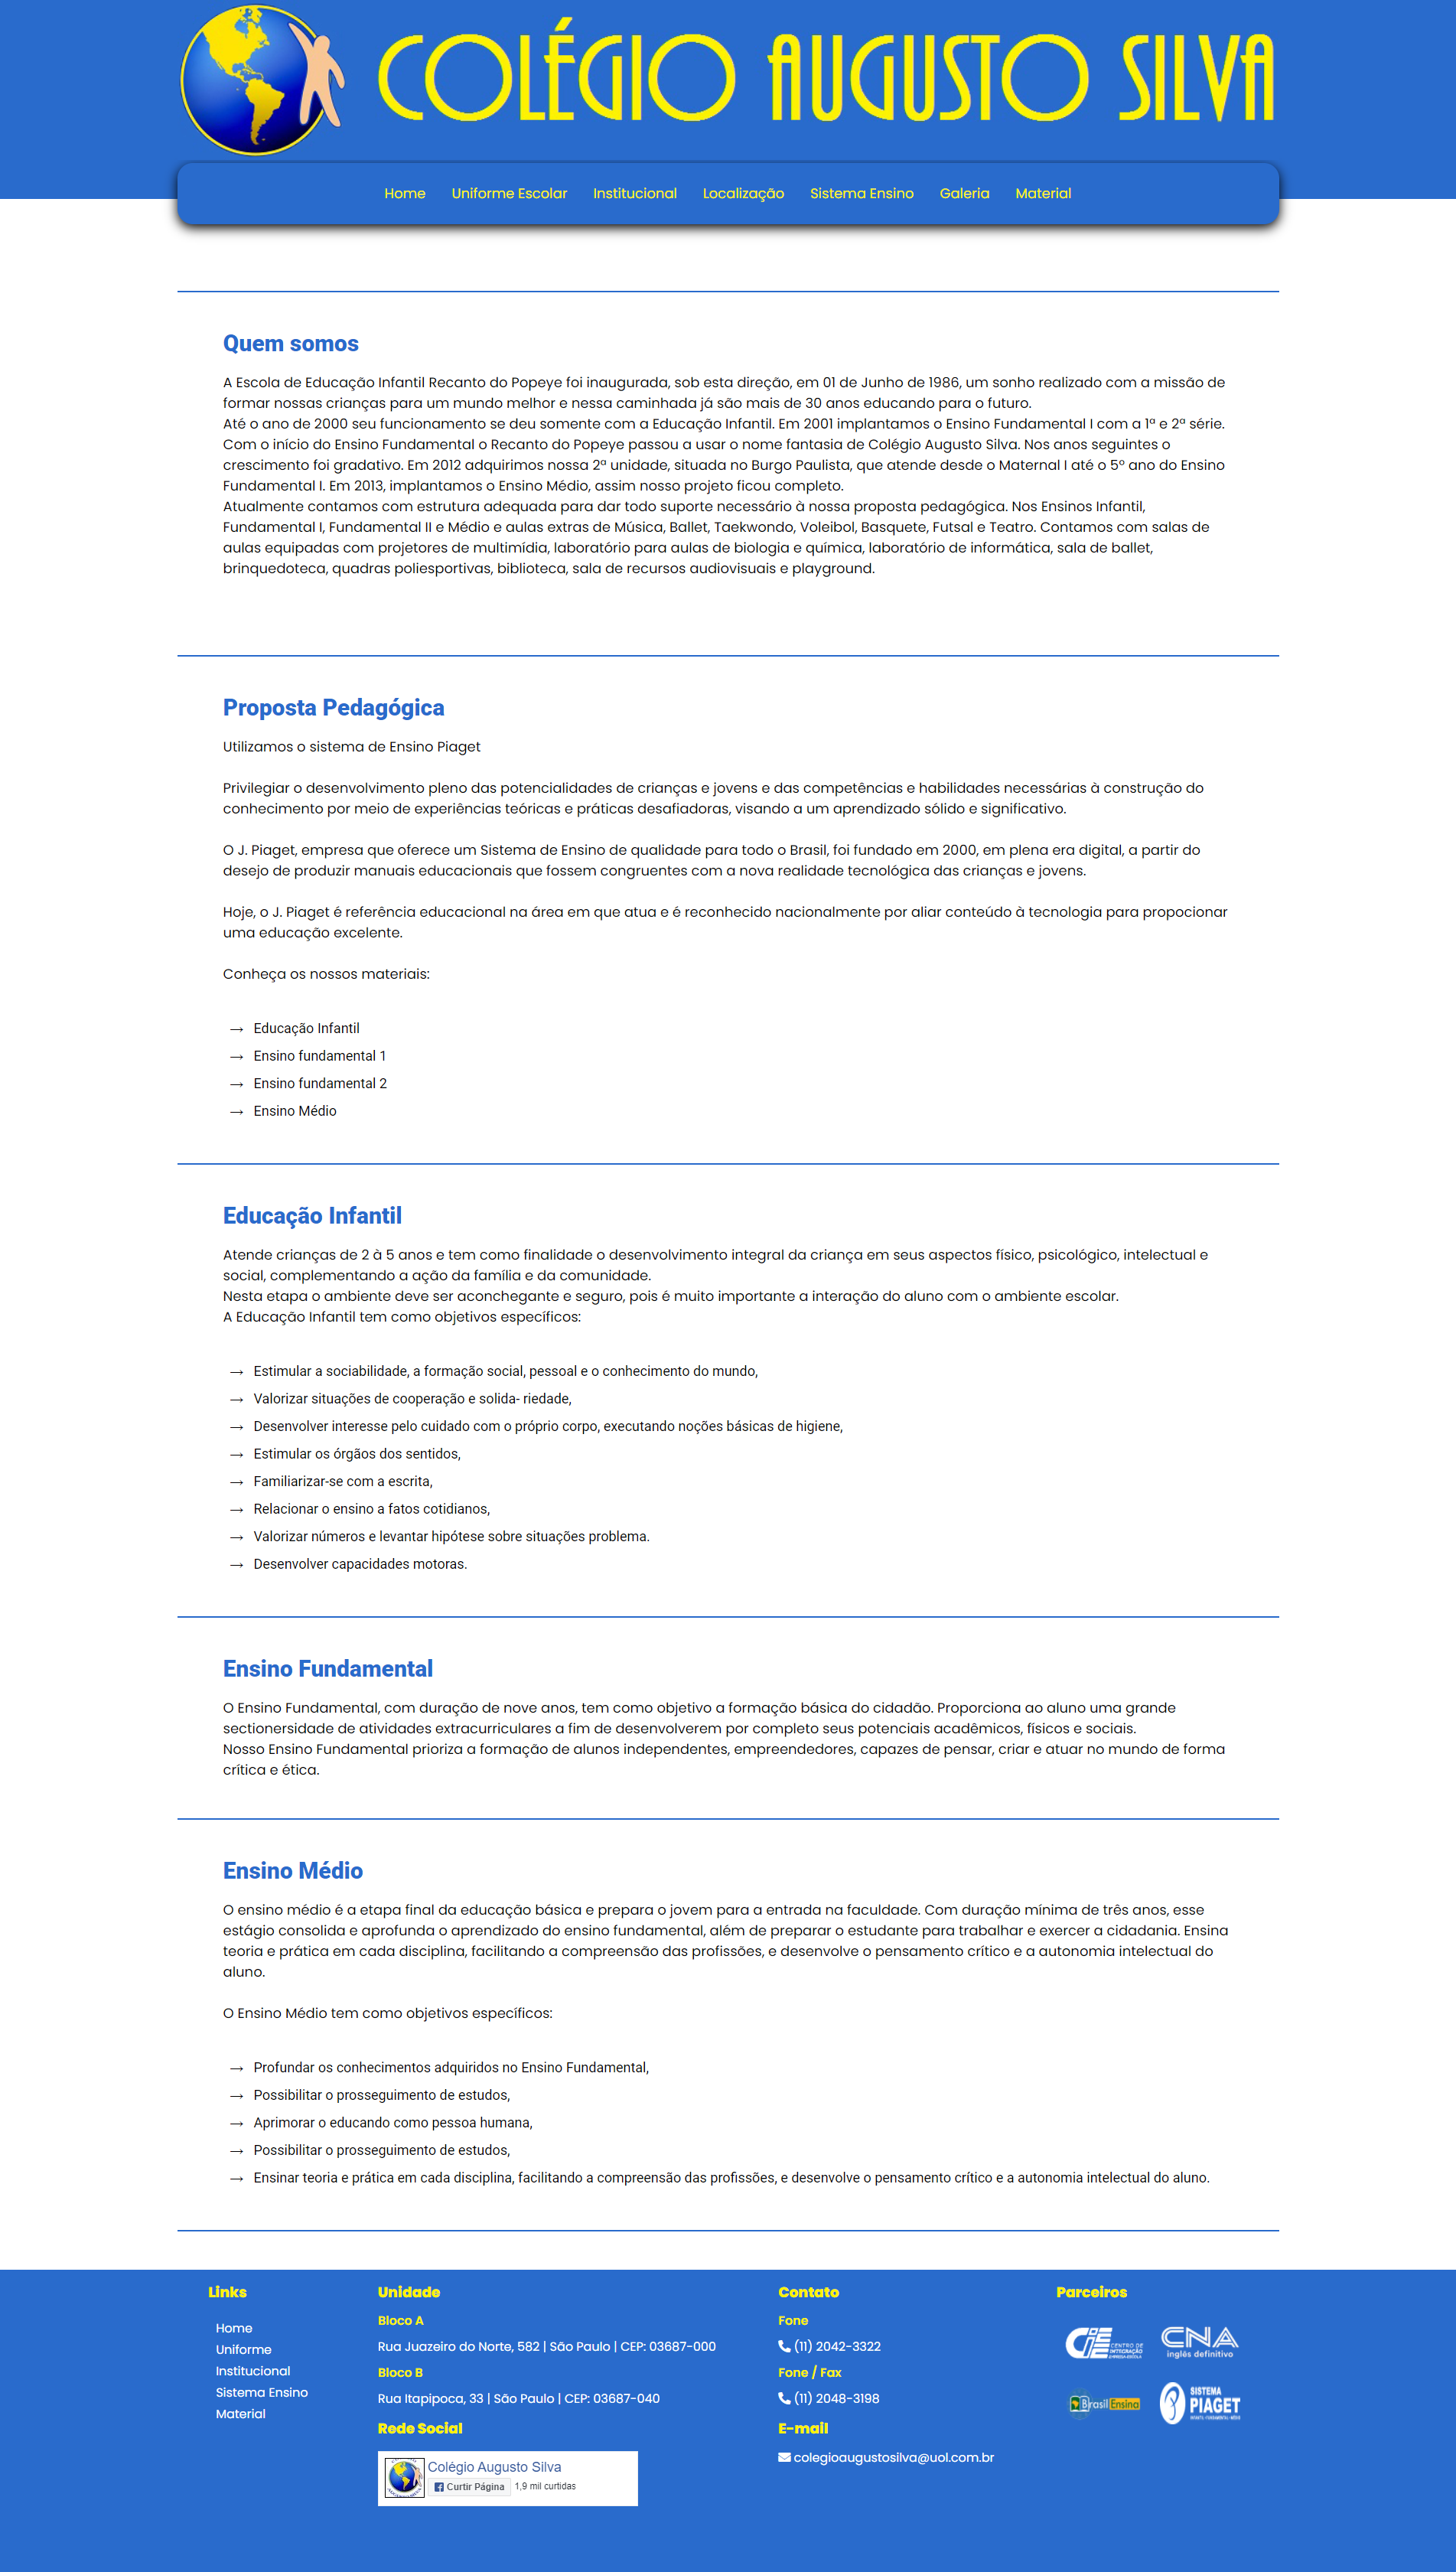 COLÉGIO AUGUSTO SILVA
Home Uniforme Escolar Institucional Localização Sistema Ensino Galeria Material
Quem somos
A Escola de Educação Infantil Recanto do Popeye foi inaugurada, sob esta direção, em 01 de Junho de 1986, um sonho realizado com a missão de
formar nossas crianças para um mundo melhor e nessa caminhada já são mais de 30 anos educando para o futuro.
Até o ano de 2000 seu funcionamento se deu somente com a Educação Infantil. Em 2001 implantamos o Ensino Fundamental I com a 1ª e 2ª série.
Com o início do Ensino Fundamental o Recanto do Popeye passou a usar o nome fantasia de Colégio Augusto Silva. Nos anos seguintes o
crescimento foi gradativo. Em 2012 adquirimos nossa 2ª unidade, situada no Burgo Paulista, que atende desde o Maternal I até o 5º ano do Ensino
Fundamental I. Em 2013, implantamos o Ensino Médio, assim nosso projeto ficou completo.
Atualmente contamos com estrutura adequada para dar todo suporte necessário à nossa proposta pedagógica. Nos Ensinos Infantil,
Fundamental I, Fundamental II e Médio e aulas extras de Música, Ballet, Taekwondo, Voleibol, Basquete, Futsal e Teatro. Contamos com salas de
aulas equipadas com projetores de multimídia, laboratório para aulas de biologia e química, laboratório de informática, sala de ballet,
brinquedoteca, quadras poliesportivas, biblioteca, sala de recursos audiovisuais e playground.
Proposta Pedagógica
Utilizamos o sistema de Ensino Piaget
Privilegiar o desenvolvimento pleno das potencialidades de crianças e jovens e das competências e habilidades necessárias à construção do
conhecimento por meio de experiências teóricas e práticas desafiadoras, visando a um aprendizado sólido e significativo.
O J. Piaget, empresa que oferece um Sistema de Ensino de qualidade para todo o Brasil, foi fundado em 2000, em plena era digital, a partir do
desejo de produzir manuais educacionais que fossem congruentes com a nova realidade tecnológica das crianças e jovens.
Hoje, o J. Piaget é referência educacional na área em que atua e é reconhecido nacionalmente por aliar conteúdo à tecnologia para propocionar
uma educação excelente.
Conheça os nossos materiais:
→ Educação Infantil
→ Ensino fundamental 1
→ Ensino fundamental 2
→ Ensino Médio
Educação Infantil
Atende crianças de 2 à 5 anos e tem como finalidade o desenvolvimento integral da criança em seus aspectos físico, psicológico, intelectual e
social, complementando a ação da família e da comunidade.
Nesta etapa o ambiente deve ser aconchegante e seguro, pois é muito importante a interação do aluno com o ambiente escolar.
A Educação Infantil tem como objetivos específicos:
→ Estimular a sociabilidade, a formação social, pessoal e o conhecimento do mundo,
→ Valorizar situações de cooperação e solida- riedade,
→ Desenvolver interesse pelo cuidado com o próprio corpo, executando noções básicas de higiene,
→ Estimular os órgãos dos sentidos,
→ Familiarizar-se com a escrita,
→ Relacionar o ensino a fatos cotidianos,
→ Valorizar números e levantar hipótese sobre situações problema.
→ Desenvolver capacidades motoras.
Ensino Fundamental
O Ensino Fundamental, com duração de nove anos, tem como objetivo a formação básica do cidadão. Proporciona ao aluno uma grande
sectionersidade de atividades extracurriculares a fim de desenvolverem por completo seus potenciais acadêmicos, físicos e sociais.
Nosso Ensino Fundamental prioriza a formação de alunos independentes, empreendedores, capazes de pensar, criar e atuar no mundo de forma
crítica e ética.
Ensino Médio
O ensino médio é a etapa final da educação básica e prepara o jovem para a entrada na faculdade. Com duração mínima de três anos, esse
estágio consolida e aprofunda o aprendizado do ensino fundamental, além de preparar o estudante para trabalhar e exercer a cidadania. Ensina
teoria e prática em cada disciplina, facilitando a compreensão das profissões, e desenvolve o pensamento crítico e a autonomia intelectual do
aluno.
O Ensino Médio tem como objetivos específicos:
→ Profundar os conhecimentos adquiridos no Ensino Fundamental,
→ Possibilitar o prosseguimento de estudos,
→ Aprimorar o educando como pessoa humana,
→ Possibilitar o prosseguimento de estudos,
→ Ensinar teoria e prática em cada disciplina, facilitando a compreensão das profissões, e desenvolve o pensamento crítico e a autonomia intelectual do aluno.
Links
Home
Uniforme
Institucional
Sistema Ensino
Material
Unidade
Bloco A
Rua Juazeiro do Norte, 582 | São Paulo | CEP: 03687-000
Bloco B
Rua Itapipoca, 33 | São Paulo | CEP: 03687-040
Rede Social
Colégio Augusto Silva
Curtir Página 1,9 mil curtidas
Contato
Fone
(11) 2042-3322
Fone / Fax
(11) 2048-3198
E-mail
colegioaugustosilva@uol.com.br
Parceiros
CIEE CENTRO DE
INTEGRAÇÃO
EMPRESA-ESCOLA
CNA
inglês definitivo
Brasil Ensina
SISTEMA
PIAGET
INFANTIL·FUNDAMENTAL·MÉDIO